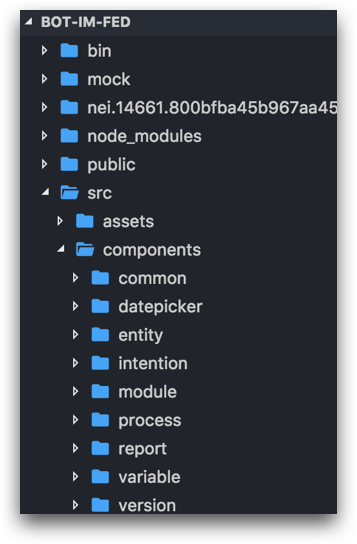 BOT-IM-FED
bin
mock
nei.14661.800bfba45b967aa45
node_modules
public
src
assets
components
common
datepicker
entity
intention
module
process
report
variable
version